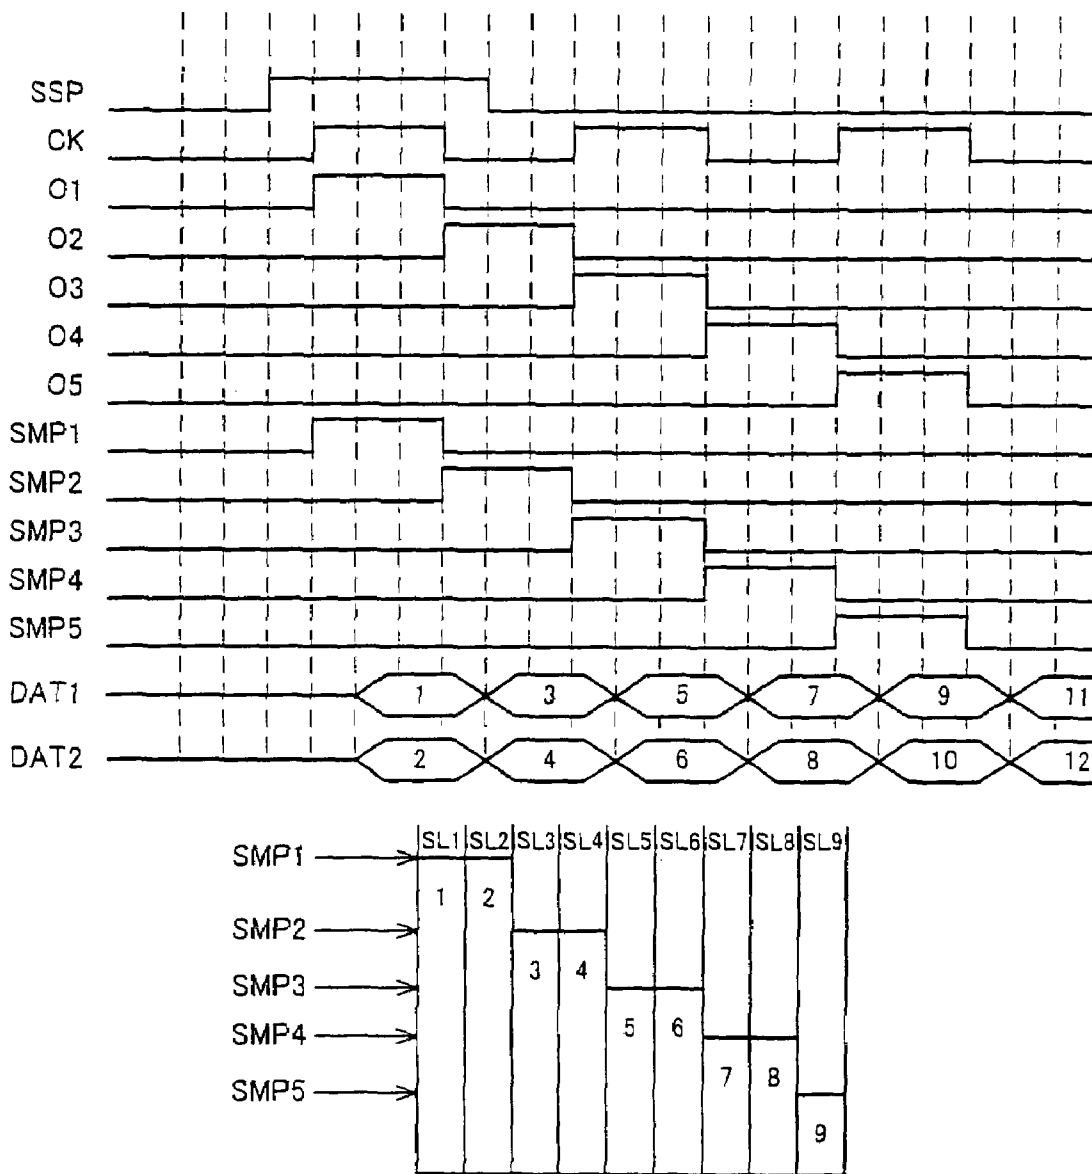 SSP
CK
O1
O2
O3
O4
O5
SMP1
SMP2
SMP3
SMP4
SMP5
DAT1 1 3 5 7 9 11
DAT2 2 4 6 8 10 12
SL1 SL2 SL3 SL4 SL5 SL6 SL7 SL8 SL9
SMP1
1 2
SMP2
3 4
SMP3
5 6
SMP4
7 8
SMP5
9